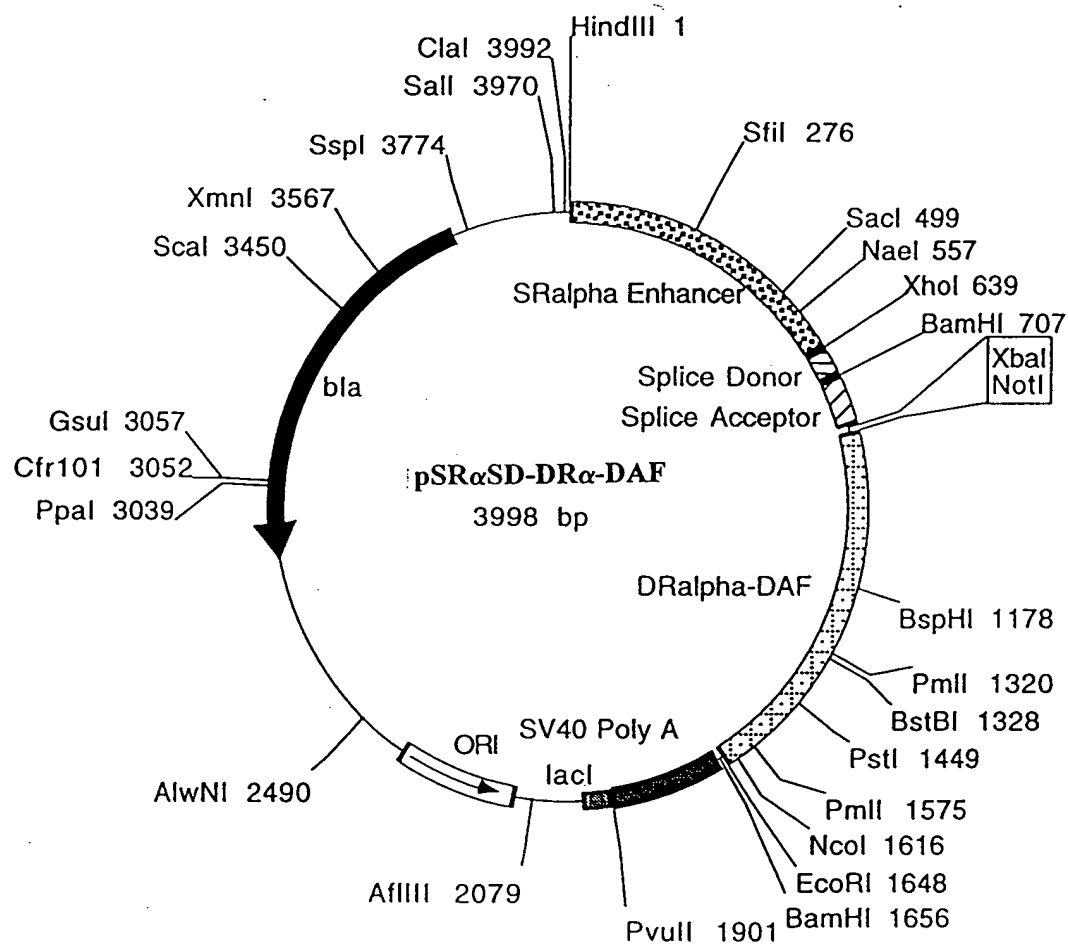 HindIII 1
ClaI 3992
SalI 3970
SfiI 276
SspI 3774
XmnI 3567
SacI 499
ScaI 3450
NaeI 557
XhoI 639
SRalpha Enhancer
BamHI 707
XbaI
NotI
Splice Donor
bla
Splice Acceptor
GsuI 3057
Cfr101 3052
pSRαSD-DRα-DAF
PpaI 3039
3998 bp
DRalpha-DAF
BspHI 1178
PmlI 1320
BstBI 1328
SV40 Poly A
ORI
PstI 1449
lacI
AlwNI 2490
PmlI 1575
NcoI 1616
EcoRI 1648
AflIII 2079
BamHI 1656
PvuII 1901